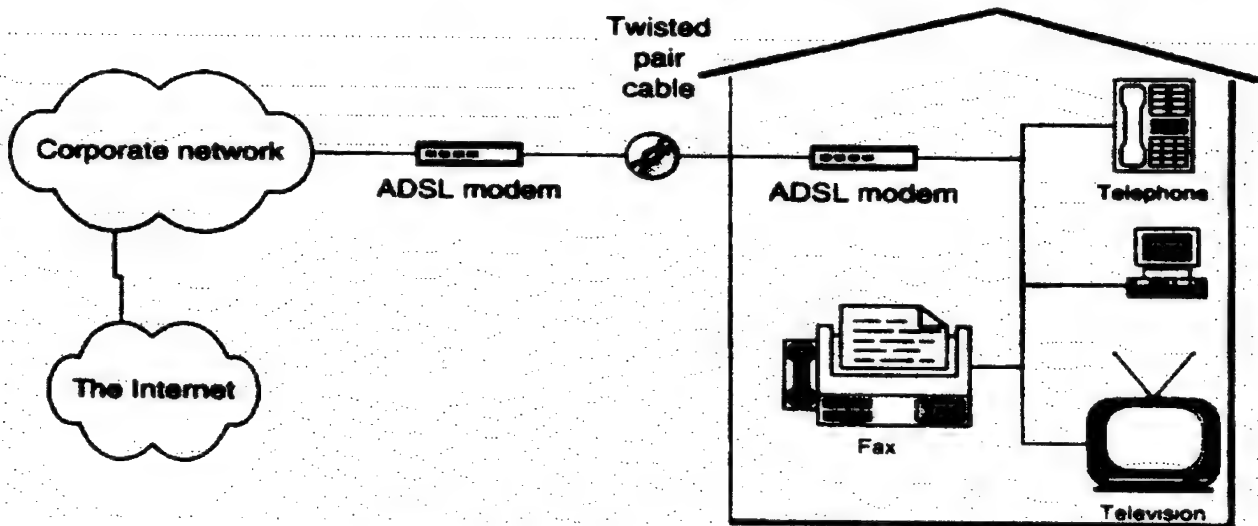 Twisted
pair
cable
Corporate network
ADSL modem
ADSL modem
Telephone
The Internet
Fax
Television